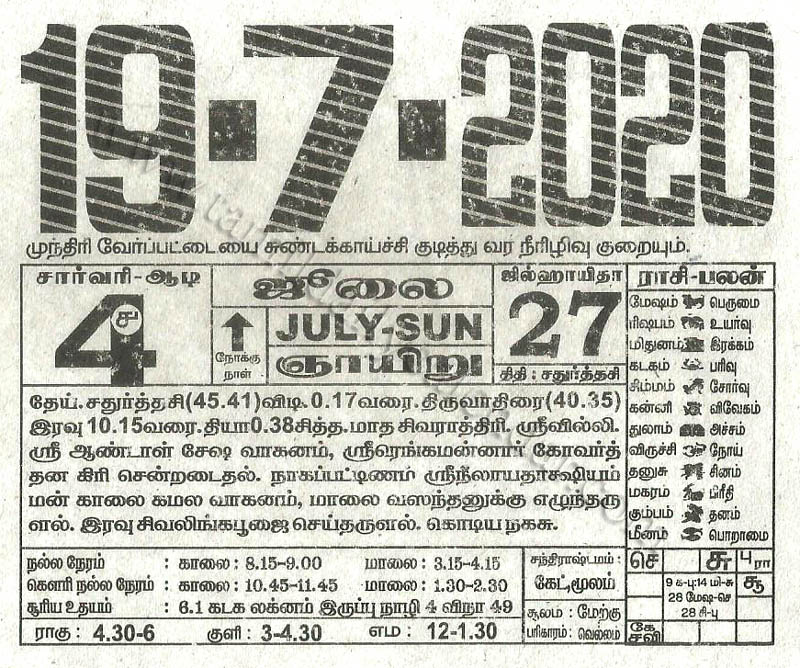 19-7-2020
முந்திரி வேர்ப்பட்டையை சுண்டக்காய்ச்சி குடித்து வர நீரிழிவு குறையும்.
சார்வரி-ஆடி
4
நோக்கு
நாள்
ஜூலை
JULY-SUN
ஞாயிறு
ஜில்ஹாயிதா
27
திதி : சதுர்த்தசி
ராசி-பலன்
மேஷம் பெருமை
ரிஷபம் உயர்வு
மிதுனம் இரக்கம்
கடகம் பரிவு
சிம்மம் சோர்வு
கன்னி விவேகம்
துலாம் அச்சம்
விருச்சி நோய்
தனுசு சினம்
மகரம் பிரீதி
கும்பம் தனம்
மீனம் பொறாமை
தேய். சதுர்த்தசி(45.41)விடி.0.17வரை.திருவாதிரை(40.35)
இரவு 10.15வரை.தியா0.38சித்த.மாத சிவராத்திரி. ஸ்ரீவில்லி.
ஸ்ரீ ஆண்டாள் சேஷ வாகனம், ஸ்ரீரெங்கமன்னார் கோவர்த்
தன கிரி சென்றடைதல். நாகப்பட்டிணம் ஸ்ரீநீலாயதாக்ஷியம்
மன் காலை கமல வாகனம், மாலை வஸந்தனுக்கு எழுந்தரு
ளல். இரவு சிவலிங்கபூஜை செய்தருளல். கொடிய நகசு.
நல்ல நேரம் : காலை: 8.15-9.00 மாலை: 3.15-4.15
கௌரி நல்ல நேரம் : காலை: 10.45-11.45 மாலை: 1.30-2.30
சூரிய உதயம் : 6.1 கடக லக்னம் இருப்பு நாழி 4 விநா 49
ராகு : 4.30-6 குளி : 3-4.30 எம : 12-1.30
சந்திராஷ்டமம் :
கேட்,மூலம்
சூலம் : மேற்கு
பரிகாரம் : வெல்லம்
செ சு பு ரா
9 க-பு:14 மி-சு
28 மேஷ-செ
28 சி-பு
சூ
கே
சவி